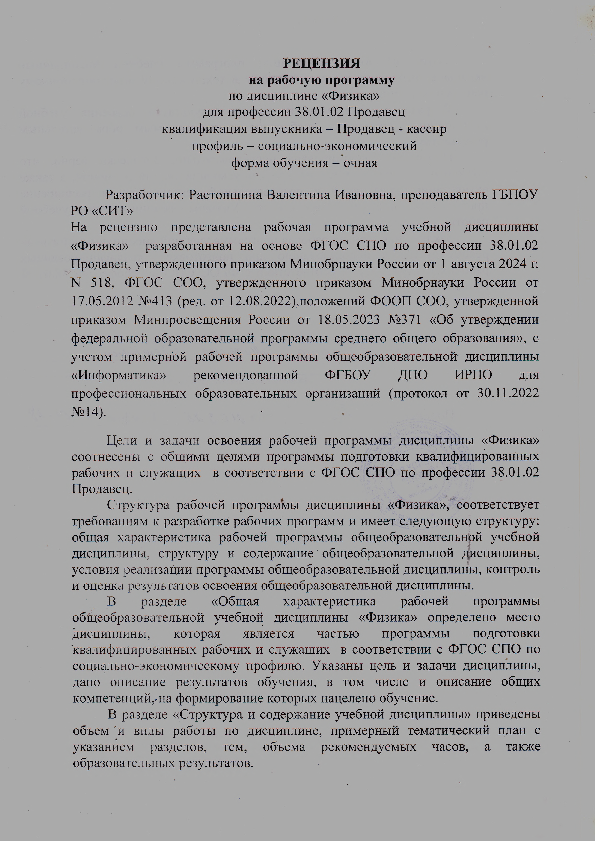 РЕЦЕНЗИЯ
на рабочую программу
по дисциплине «Физика»
для профессии 38.01.02 Продавец
квалификация выпускника – Продавец - кассир
профиль – социально-экономический
форма обучения – очная
Разработчик: Растопшина Валентина Ивановна, преподаватель ГБПОУ
РО «СИТ»
На рецензию представлена рабочая программа учебной дисциплины
«Физика» разработанная на основе ФГОС СПО по профессии 38.01.02
Продавец, утвержденного приказом Минобрнауки России от 1 августа 2024 г.
N 518, ФГОС СОО, утвержденного приказом Минобрнауки России от
17.05.2012 №413 (ред. от 12.08.2022),положений ФООП СОО, утвержденной
приказом Минпросвещения России от 18.05.2023 №371 «Об утверждении
федеральной образовательной программы среднего общего образования», с
учетом примерной рабочей программы общеобразовательной дисциплины
«Информатика» рекомендованной ФГБОУ ДПО ИРПО для
профессиональных образовательных организаций (протокол от 30.11.2022
№14).
Цели и задачи освоения рабочей программы дисциплины «Физика»
соотнесены с общими целями программы подготовки квалифицированных
рабочих и служащих в соответствии с ФГОС СПО по профессии 38.01.02
Продавец.
Структура рабочей программы дисциплины «Физика», соответствует
требованиям к разработке рабочих программ и имеет следующую структуру:
общая характеристика рабочей программы общеобразовательной учебной
дисциплины, структуру и содержание общеобразовательной дисциплины,
условия реализации программы общеобразовательной дисциплины, контроль
и оценка результатов освоения общеобразовательной дисциплины.
В разделе «Общая характеристика рабочей программы
общеобразовательной учебной дисциплины «Физика» определено место
дисциплины, которая является частью программы подготовки
квалифицированных рабочих и служащих в соответствии с ФГОС СПО по
социально-экономическому профилю. Указаны цель и задачи дисциплины,
дано описание результатов обучения, в том числе и описание общих
компетенций, на формирование которых нацелено обучение.
В разделе «Структура и содержание учебной дисциплины» приведены
объем и виды работы по дисциплине, примерный тематический план с
указанием разделов, тем, объема рекомендуемых часов, а также
образовательных результатов.